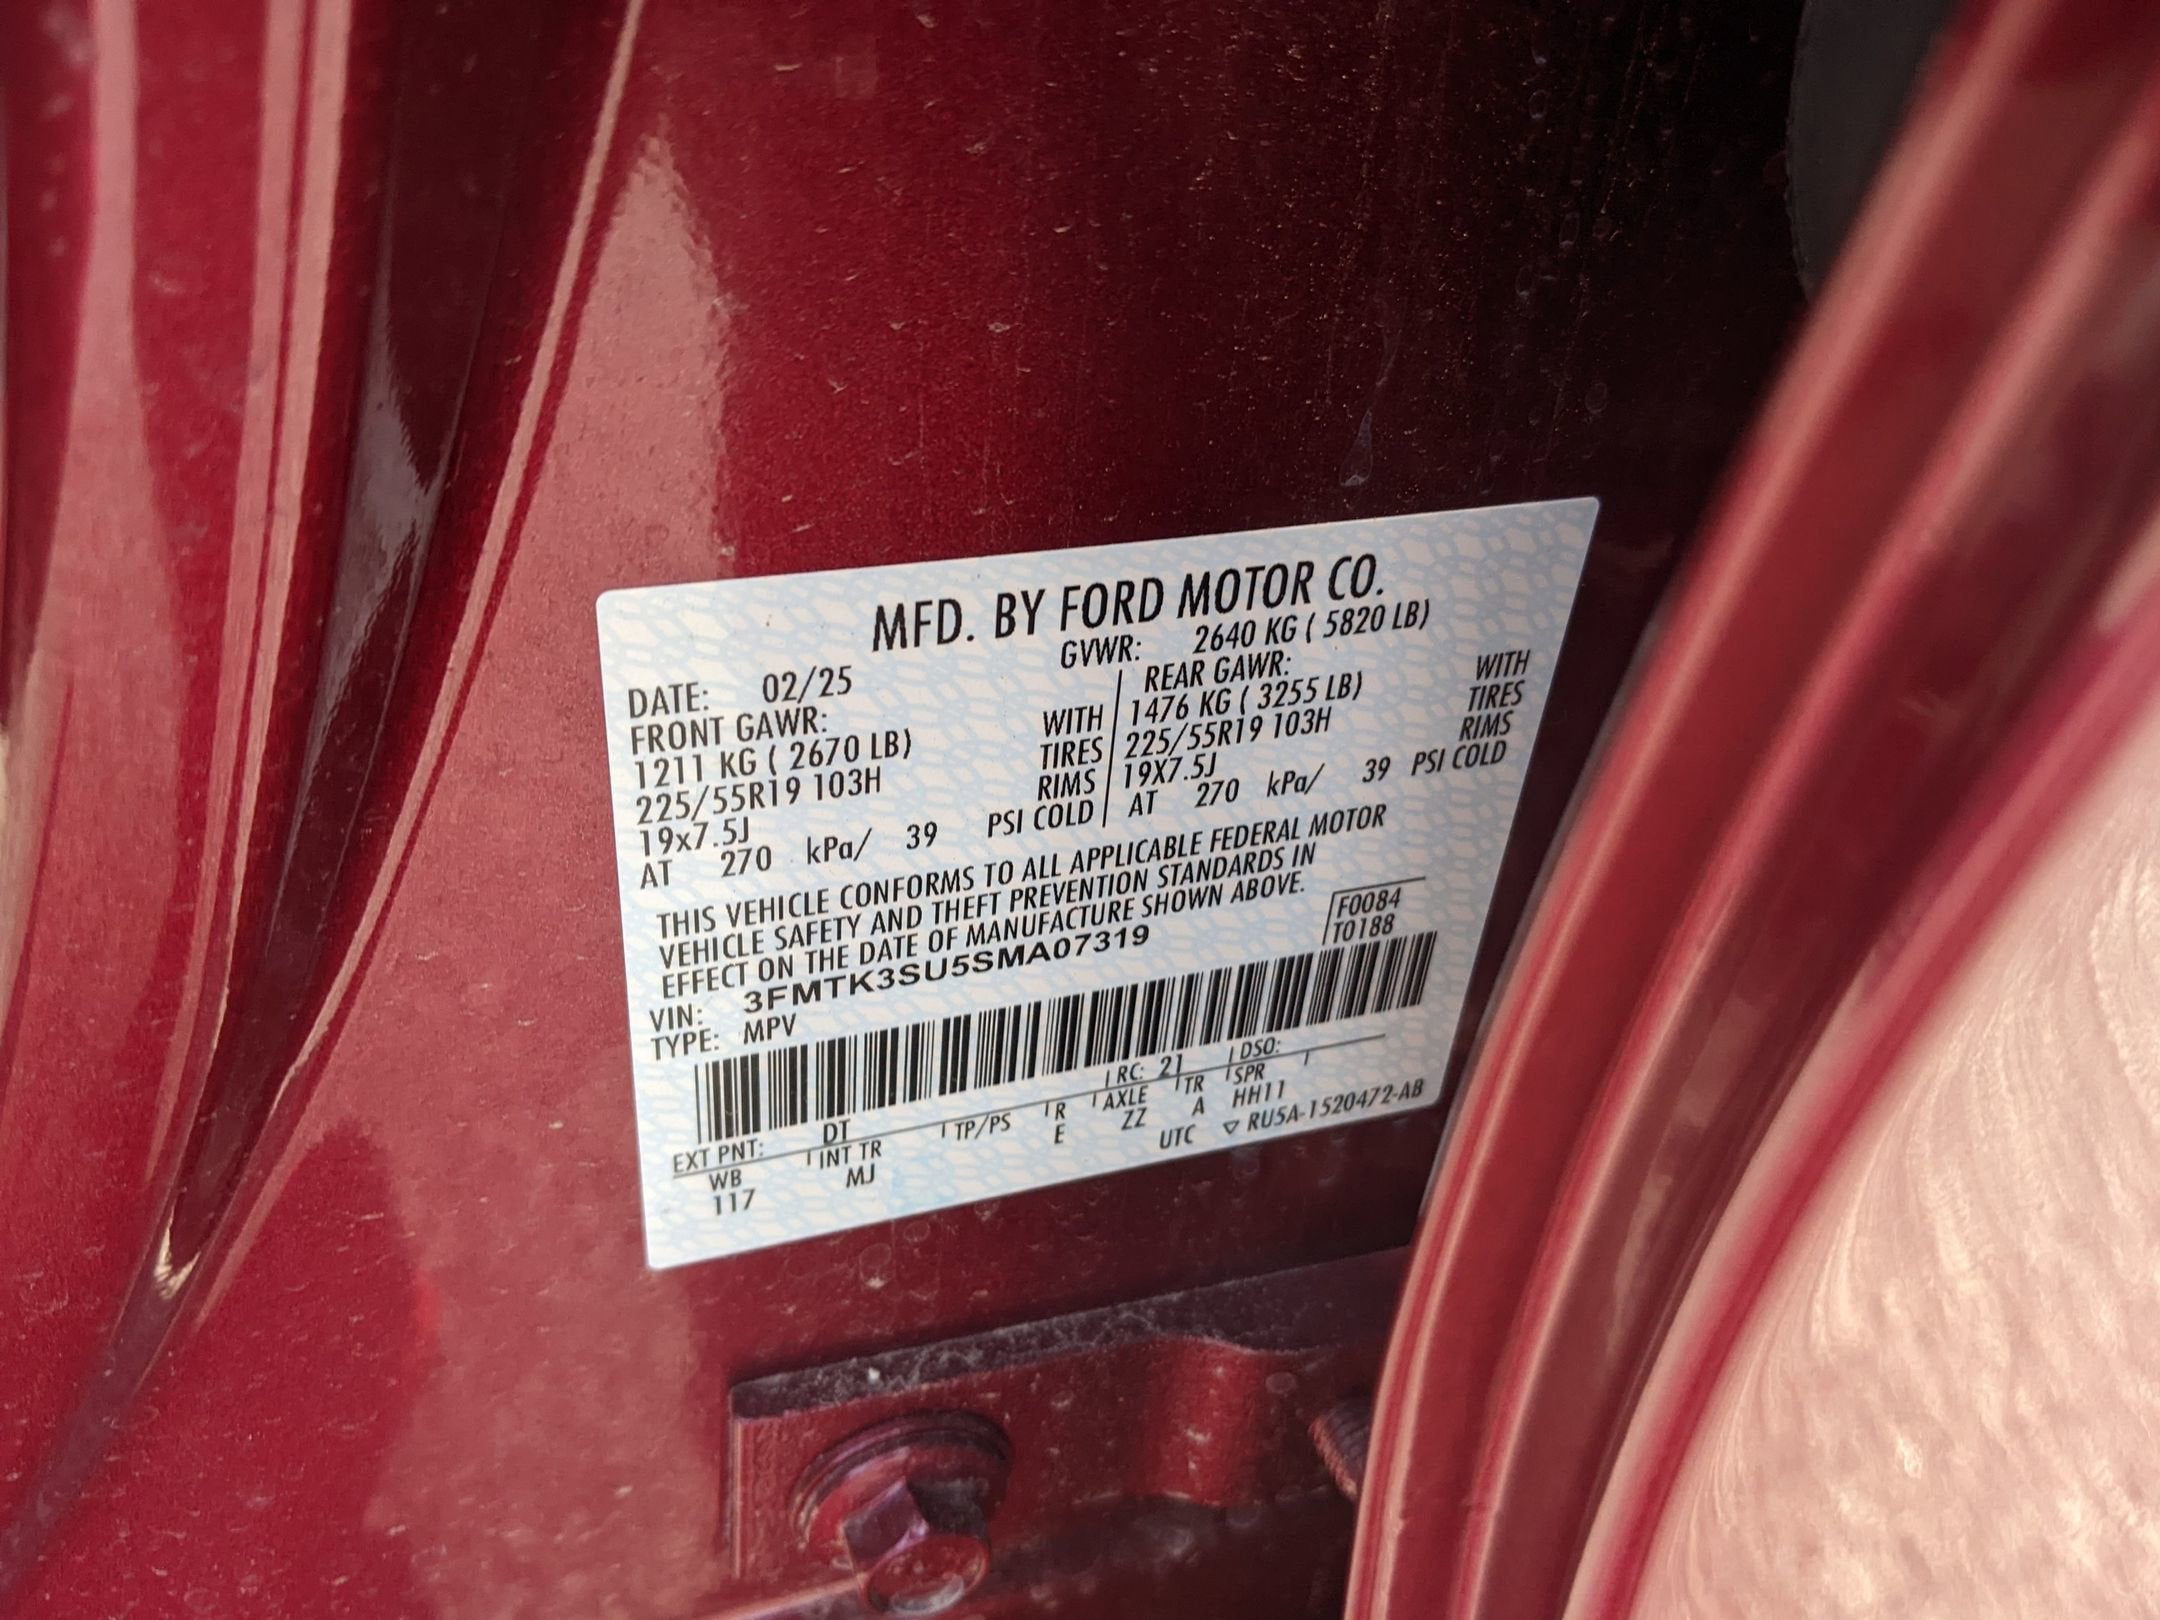 MFD. BY FORD MOTOR CO.
DATE: 02/25 GVWR: 2640 KG ( 5820 LB)
FRONT GAWR: REAR GAWR:
1211 KG ( 2670 LB) WITH 1476 KG ( 3255 LB) WITH
225/55R19 103H TIRES 225/55R19 103H TIRES
19x7.5J RIMS 19X7.5J RIMS
AT 270 kPa/ 39 PSI COLD AT 270 kPa/ 39 PSI COLD
THIS VEHICLE CONFORMS TO ALL APPLICABLE FEDERAL MOTOR
VEHICLE SAFETY AND THEFT PREVENTION STANDARDS IN
EFFECT ON THE DATE OF MANUFACTURE SHOWN ABOVE.
F0084
T0188
VIN: 3FMTK3SU5SMA07319
TYPE: MPV
EXT PNT: DT RC: 21 DSO:
WB INT TR TP/PS R AXLE TR SPR
117 MJ E ZZ A HH11
UTC ▽ RU5A-1520472-AB